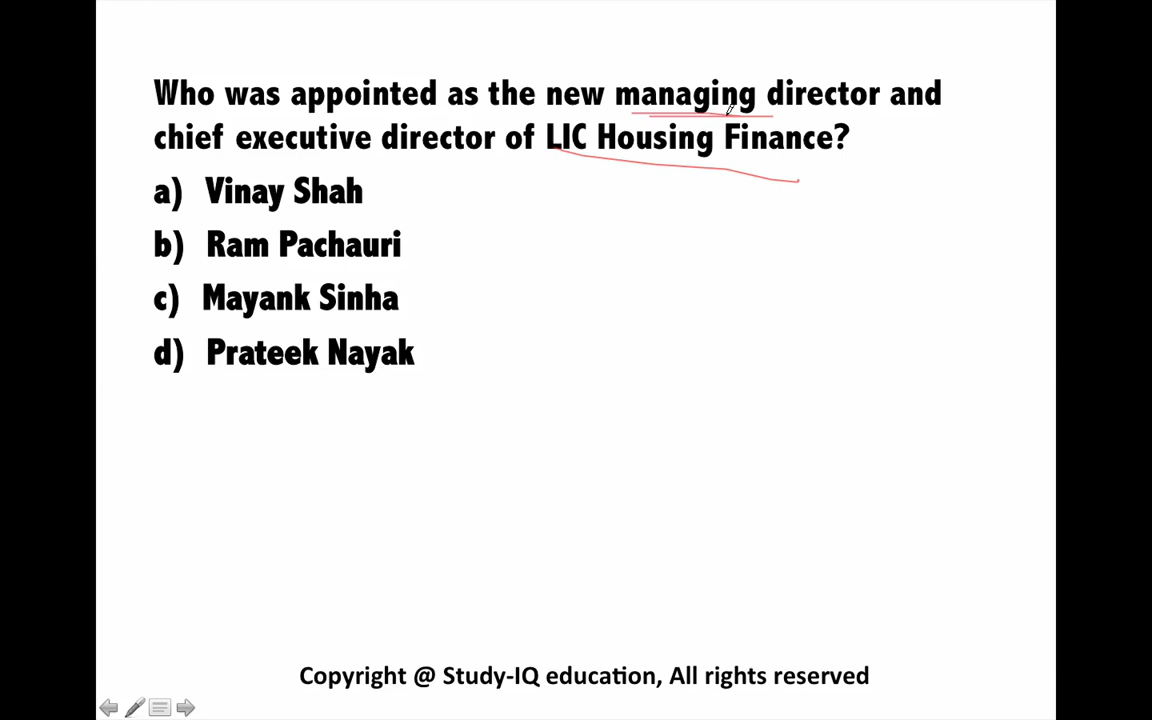 Who was appointed as the new managing director and
chief executive director of LIC Housing Finance?
a) Vinay Shah
b) Ram Pachauri
c) Mayank Sinha
d) Prateek Nayak
Copyright @ Study-IQ education, All rights reserved